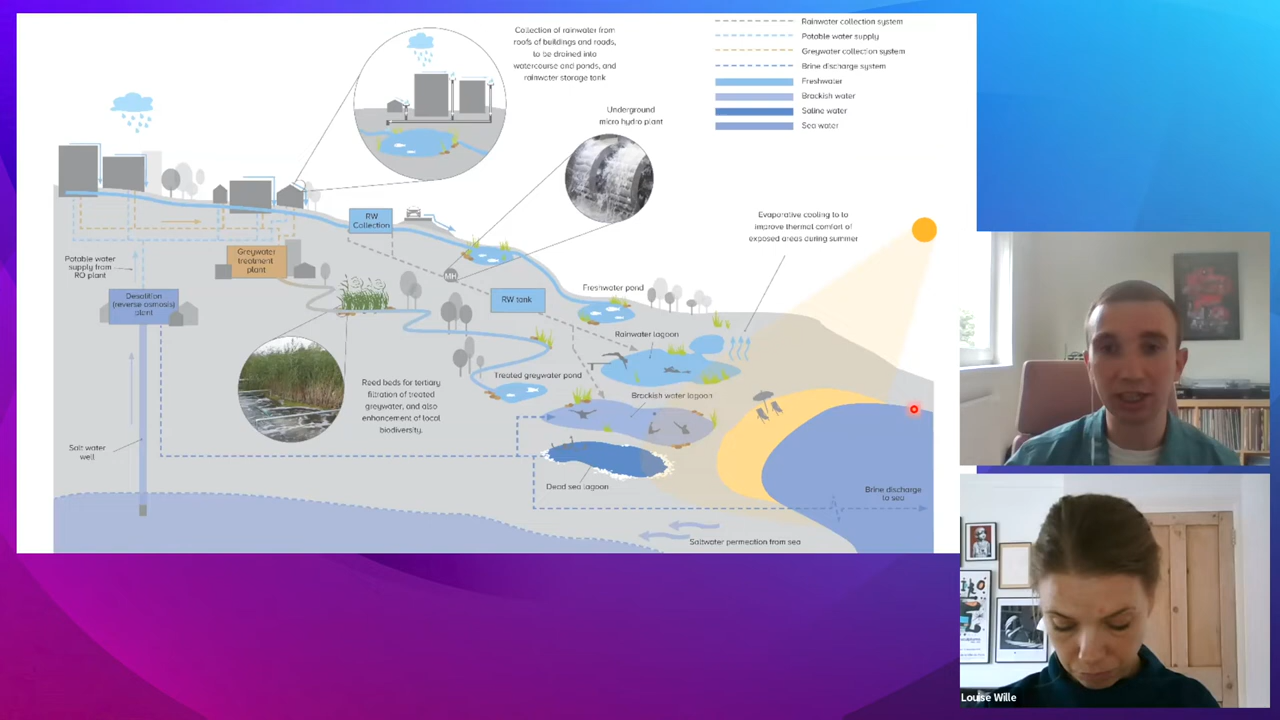 Collection of rainwater from
roofs of buildings and roads,
to be drained into
watercourse and ponds, and
rainwater storage tank
Rainwater collection system
Potable water supply
Greywater collection system
Brine discharge system
Freshwater
Brackish water
Saline water
Sea water
Underground
micro hydro plant
RW
Collection
Evaporative cooling to to
improve thermal comfort of
exposed areas during summer
Greywater
treatment
plant
Potable water
supply from
RO plant
MH
Freshwater pond
Desalition
(reverse osmosis)
plant
RW tank
Rainwater lagoon
Treated greywater pond
Reed beds for tertiary
filtration of treated
greywater, and also
enhancement of local
biodiversity.
Brackish water lagoon
Salt water
well
Dead sea lagoon
Brine discharge
to sea
Saltwater permeation from sea
Louise Wille